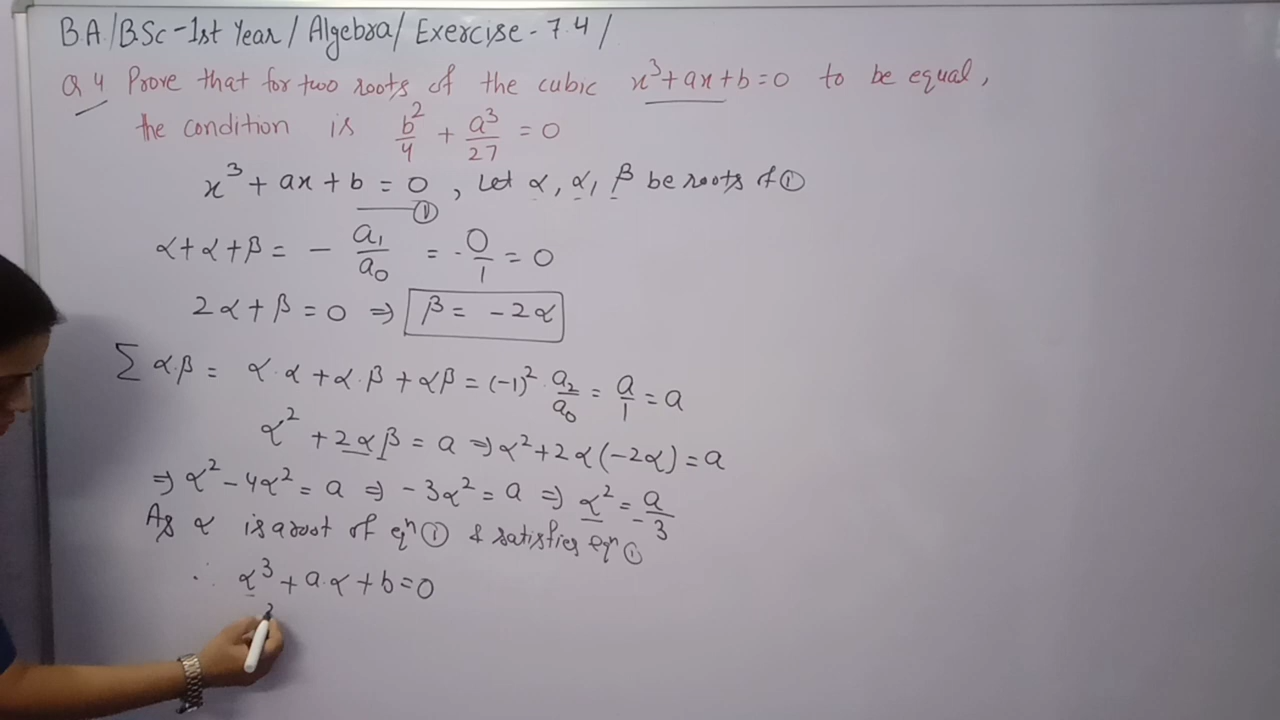 B.A./B.Sc-1st Year/ Algebra/ Exercise-7.4/
Q 4 Prove that for two roots of the cubic x³+ax+b=0 to be equal,
the condition is b²/4 + a³/27 = 0
x³ + ax + b = 0 , Let α, α, β be roots of ①
①
α+α+β = - a₁/a₀ = -0/1 = 0
2α+β=0 ⇒ β = -2α
Σ α.β = α.α + α.β + αβ = (-1)². a₂/a₀ = a/1 = a
α² + 2αβ = a ⇒ α²+2α(-2α) = a
⇒ α² - 4α² = a ⇒ -3α² = a ⇒ α² = a/-3
As α is a root of eqⁿ ① & satisfies eqⁿ ①
∴ α³ + a.α + b = 0